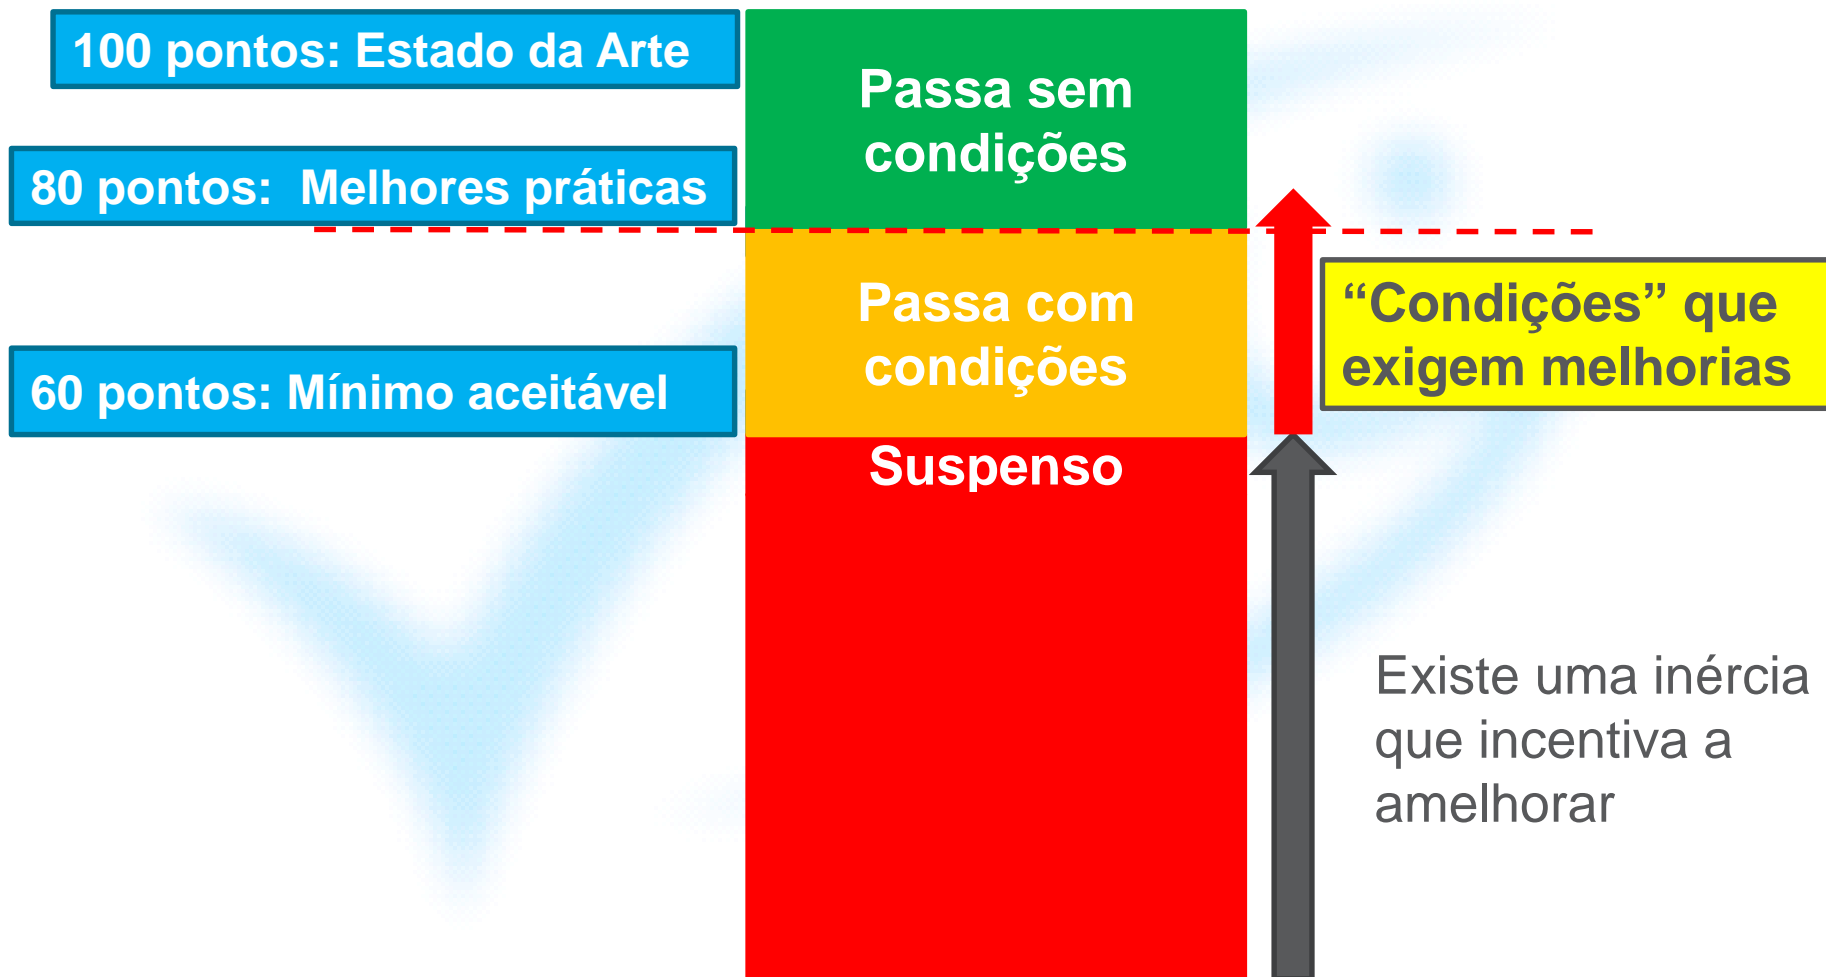 100 pontos: Estado da Arte
80 pontos:  Melhores práticas
60 pontos: Mínimo aceitável
Passa sem
condições
Passa com
condições
Suspenso
“Condições” que
exigem melhorias
Existe uma inércia
que incentiva a
amelhorar